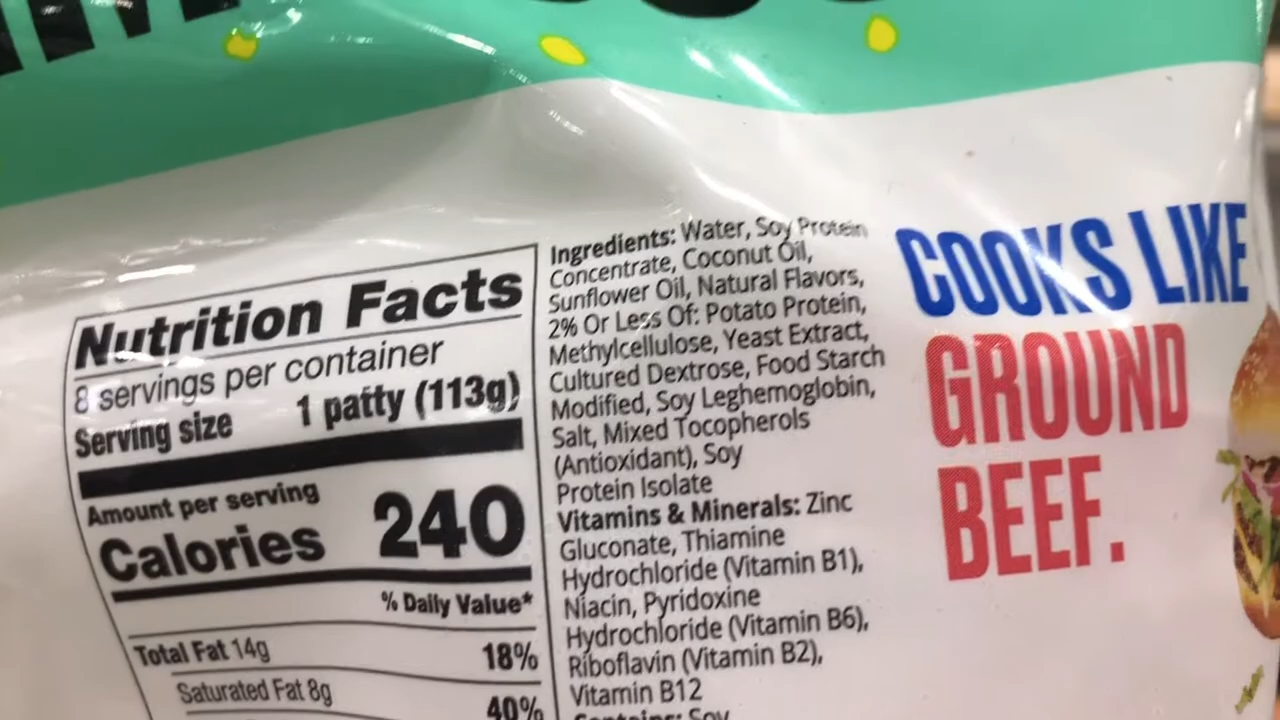 Nutrition Facts
8 servings per container
Serving size 1 patty (113g)
Amount per serving
Calories 240
% Daily Value*
Total Fat 14g 18%
Saturated Fat 8g 40%
Ingredients: Water, Soy Protein
Concentrate, Coconut Oil,
Sunflower Oil, Natural Flavors,
2% Or Less Of: Potato Protein,
Methylcellulose, Yeast Extract,
Cultured Dextrose, Food Starch
Modified, Soy Leghemoglobin,
Salt, Mixed Tocopherols
(Antioxidant), Soy
Protein Isolate
Vitamins & Minerals: Zinc
Gluconate, Thiamine
Hydrochloride (Vitamin B1),
Niacin, Pyridoxine
Hydrochloride (Vitamin B6),
Riboflavin (Vitamin B2),
Vitamin B12
Contains: Soy
COOKS LIKE
GROUND
BEEF.